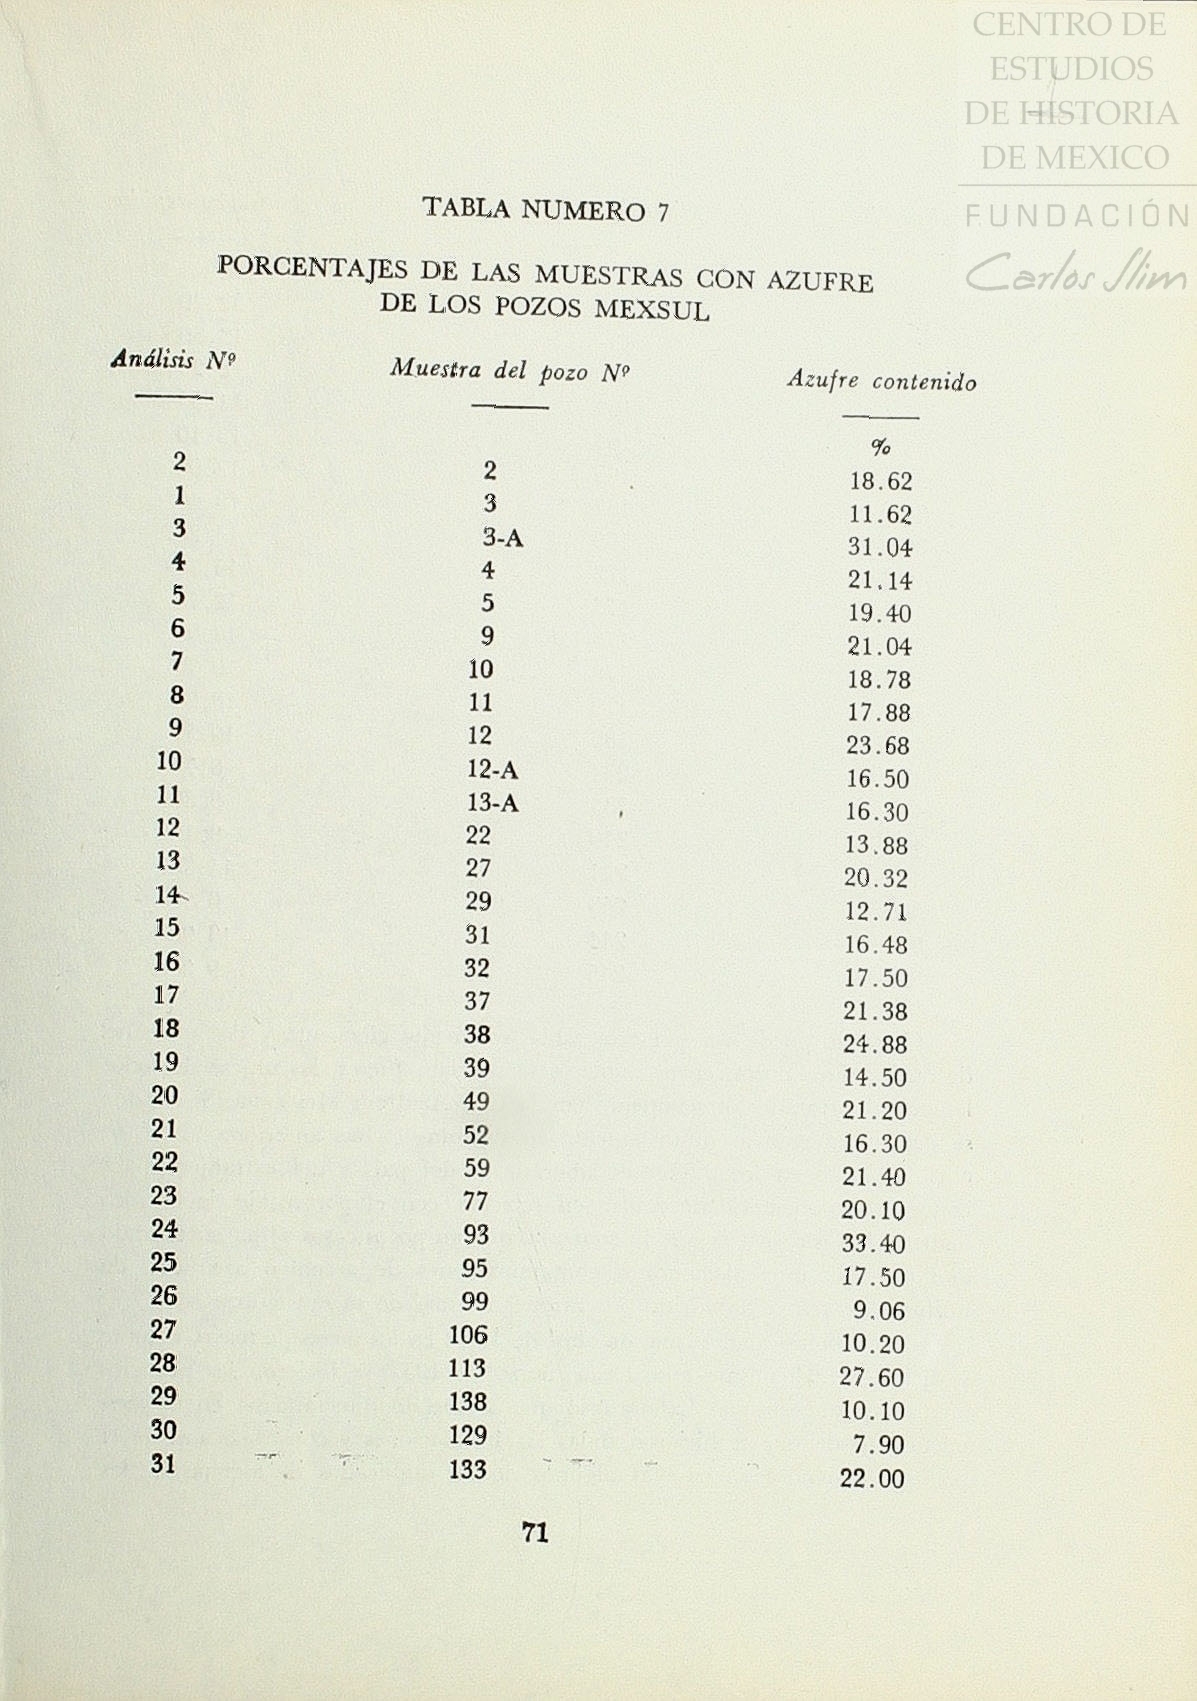 CENTRO DE
ESTUDIOS
DE HISTORIA
DE MEXICO
FUNDACIÓN
Carlos Slim
TABLA NUMERO 7
PORCENTAJES DE LAS MUESTRAS CON AZUFRE
DE LOS POZOS MEXSUL
Análisis Nº Muestra del pozo Nº Azufre contenido
%
2 2 18.62
1 3 11.62
3 3-A 31.04
4 4 21.14
5 5 19.40
6 9 21.04
7 10 18.78
8 11 17.88
9 12 23.68
10 12-A 16.50
11 13-A 16.30
12 22 13.88
13 27 20.32
14 29 12.71
15 31 16.48
16 32 17.50
17 37 21.38
18 38 24.88
19 39 14.50
20 49 21.20
21 52 16.30
22 59 21.40
23 77 20.10
24 93 33.40
25 95 17.50
26 99 9.06
27 106 10.20
28 113 27.60
29 138 10.10
30 129 7.90
31 133 22.00
71